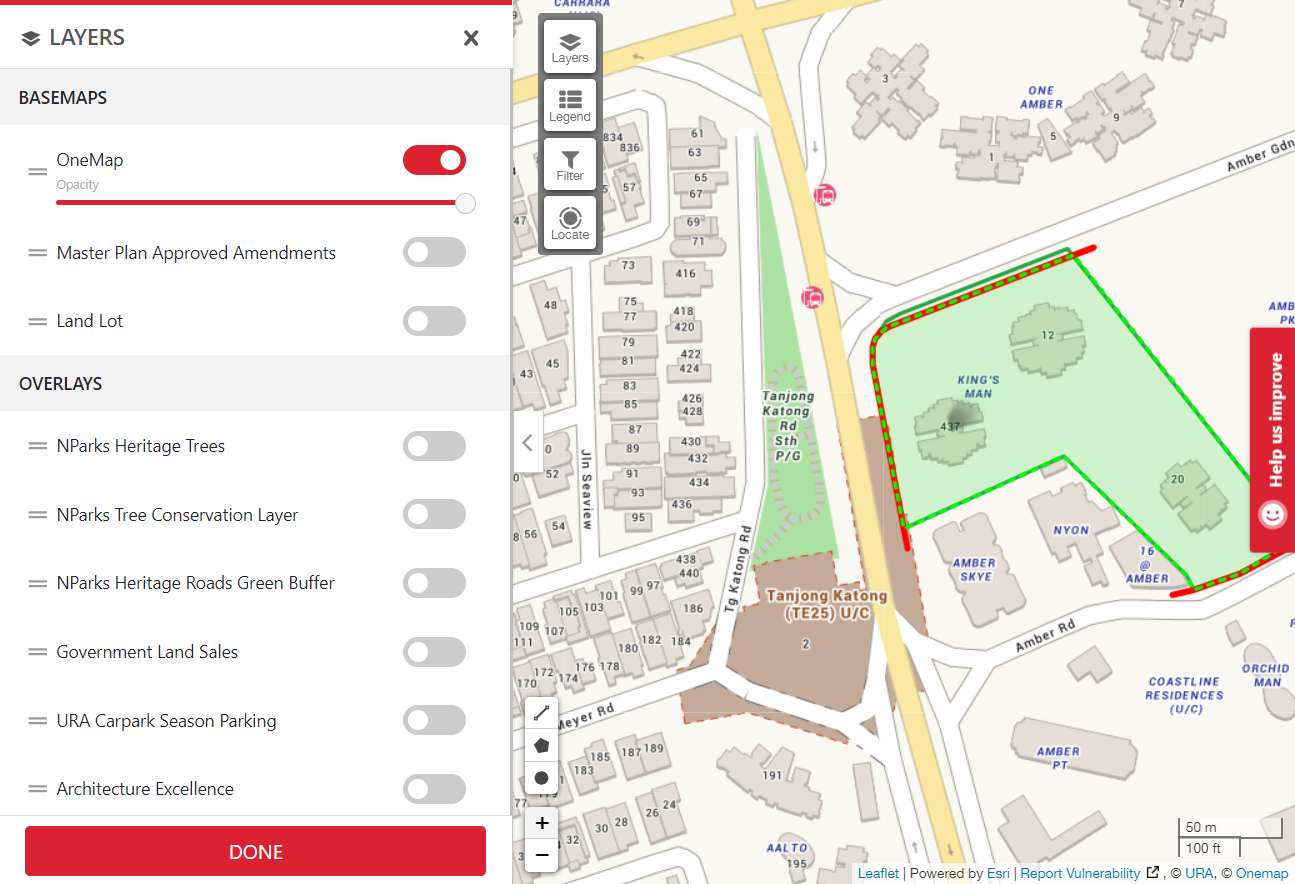 LAYERS
BASEMAPS
OneMap
Opacity
Master Plan Approved Amendments
Land Lot
OVERLAYS
NParks Heritage Trees
NParks Tree Conservation Layer
NParks Heritage Roads Green Buffer
Government Land Sales
URA Carpark Season Parking
Architecture Excellence
DONE
Layers
Legend
Filter
Locate
834
836
57
47
61
63
65
67
69
71
73
416
75
77
418
420
79
81
422
424
83
85
426
428
87
89
430
432
91
93
434
436
95
48
45
43
52
54
56
Jln Seaview
438
440
97
99
101
103
105
107
109
111
186
184
182
180
178
176
174
172
170
Meyer Rd
Tg Katong Rd
Tanjong
Katong
Rd
Sth
P/G
Tanjong Katong
(TE25) U/C
2
3
7
ONE
AMBER
9
5
1
Amber Gdn
12
KING'S
MAN
437
20
NYON
16
@
AMBER
AMBER
SKYE
Amber Rd
COASTLINE
RESIDENCES
(U/C)
ORCHID
MAN
AMBER
PT
191
AALTO
195
183
185
187
189
24
26
28
30
32
Help us improve
+
−
50 m
100 ft
Leaflet | Powered by Esri | Report Vulnerability , © URA, © Onemap